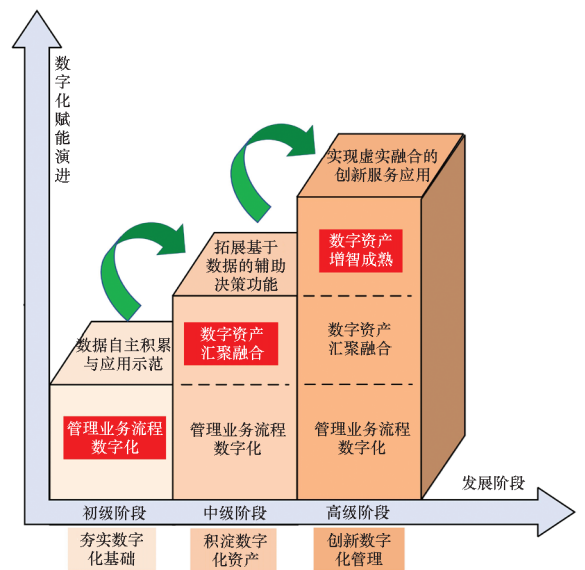 数
字
化
赋
能
演
进
实现虚实融合的
创新服务应用
数字资产
增智成熟
拓展基于
数据的辅助
决策功能
数字资产
汇聚融合
数字资产
汇聚融合
数据自主积累
与应用示范
管理业务流程
数字化
管理业务流程
数字化
管理业务流程
数字化
发展阶段
初级阶段
中级阶段
高级阶段
夯实数字
化基础
积淀数字
化资产
创新数字
化管理